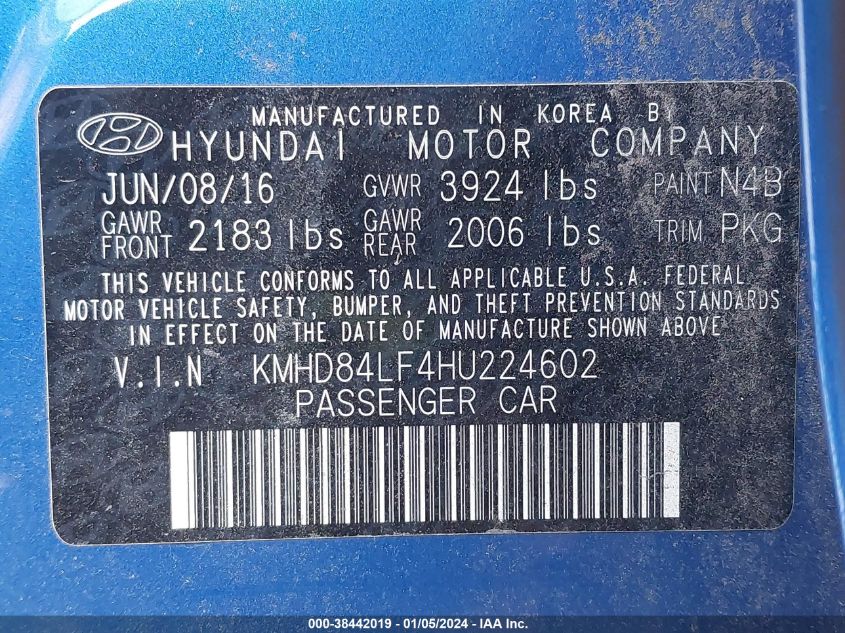 MANUFACTURED IN KOREA BY
HYUNDAI MOTOR COMPANY
JUN/08/16 GVWR 3924 lbs PAINT N4B
GAWR FRONT 2183 lbs GAWR REAR 2006 lbs TRIM PKG
THIS VEHICLE CONFORMS TO ALL APPLICABLE U.S.A. FEDERAL
MOTOR VEHICLE SAFETY, BUMPER, AND THEFT PREVENTION STANDARDS
IN EFFECT ON THE DATE OF MANUFACTURE SHOWN ABOVE
V.I.N KMHD84LF4HU224602
PASSENGER CAR
000-38442019 - 01/05/2024 - IAA Inc.